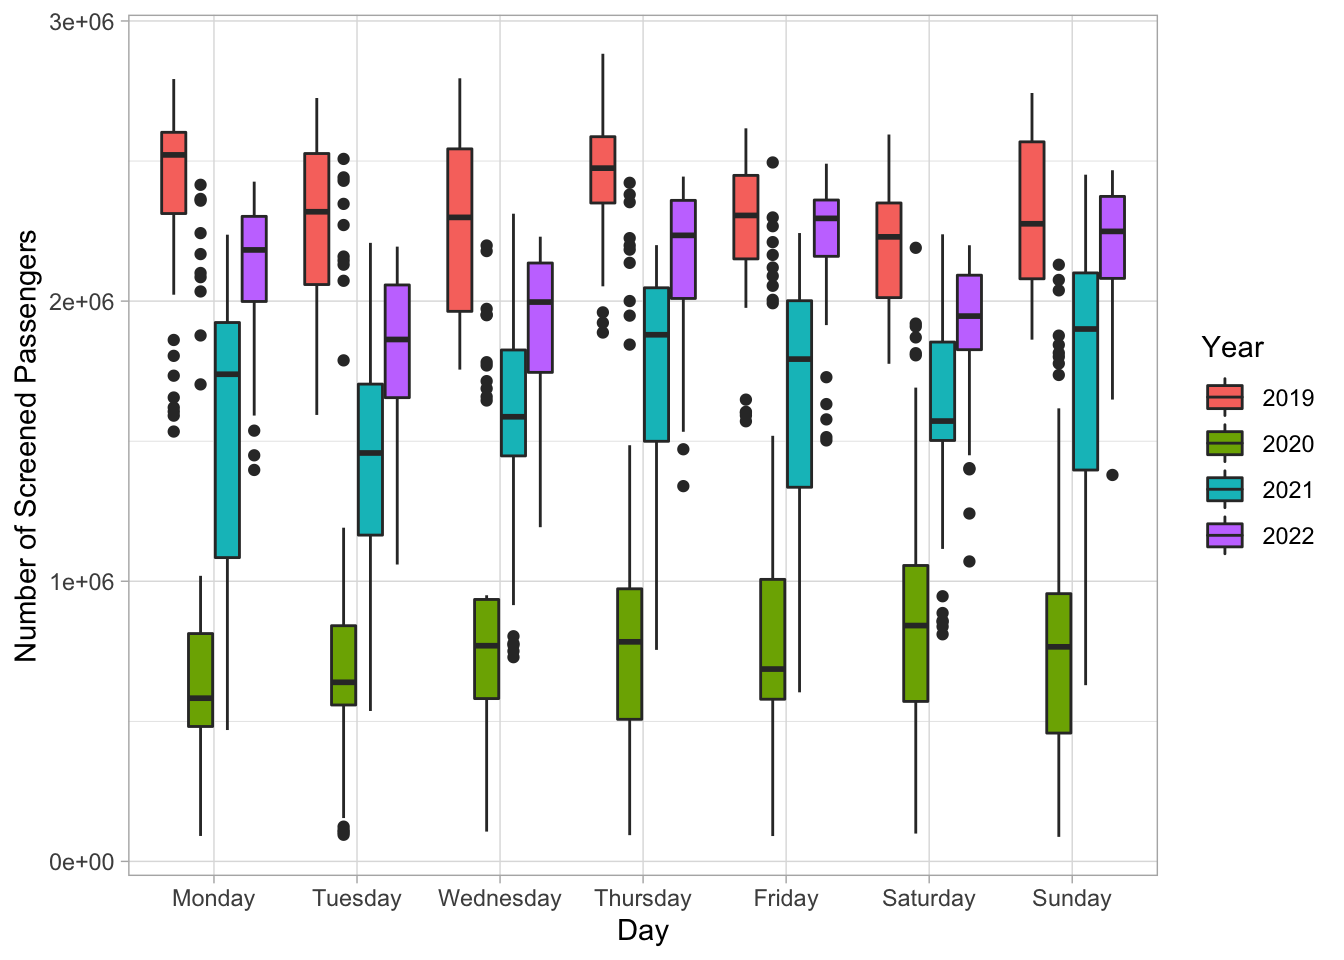 Number of Screened Passengers
3e+06
2e+06
1e+06
0e+00
Monday
Tuesday
Wednesday
Thursday
Friday
Saturday
Sunday
Day
Year
2019
2020
2021
2022